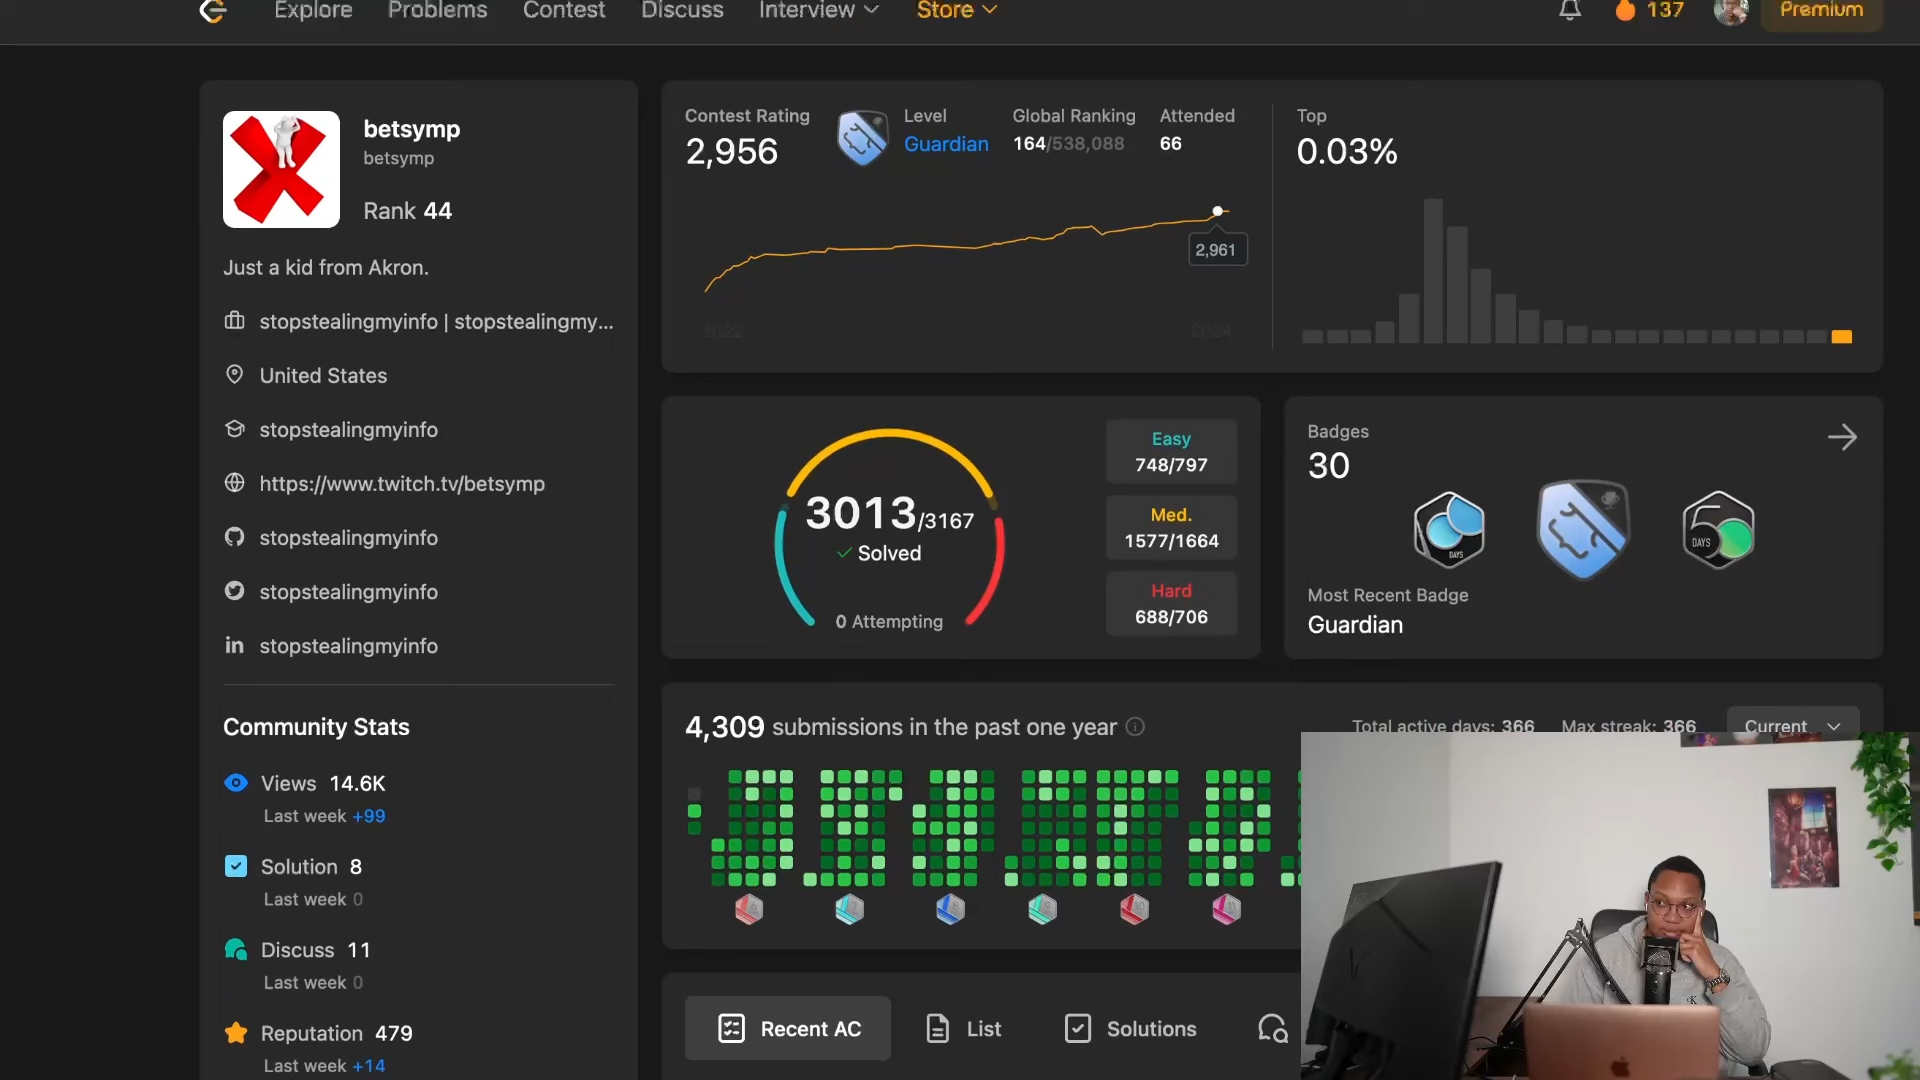 Explore Problems Contest Discuss Interview Store 137 Premium
betsymp
betsymp
Rank 44
Just a kid from Akron.
stopstealingmyinfo | stopstealingmy...
United States
stopstealingmyinfo
https://www.twitch.tv/betsymp
stopstealingmyinfo
stopstealingmyinfo
in stopstealingmyinfo
Community Stats
Views 14.6K
Last week +99
Solution 8
Last week 0
Discuss 11
Last week 0
Reputation 479
Last week +14
Contest Rating
2,956
Level
Guardian
Global Ranking
164/538,088
Attended
66
2,961
2022 2024
Top
0.03%
3013/3167
Solved
0 Attempting
Easy
748/797
Med.
1577/1664
Hard
688/706
Badges
30
DAYS
DAYS
Most Recent Badge
Guardian
4,309 submissions in the past one year
Total active days: 366 Max streak: 366 Current
Recent AC List Solutions